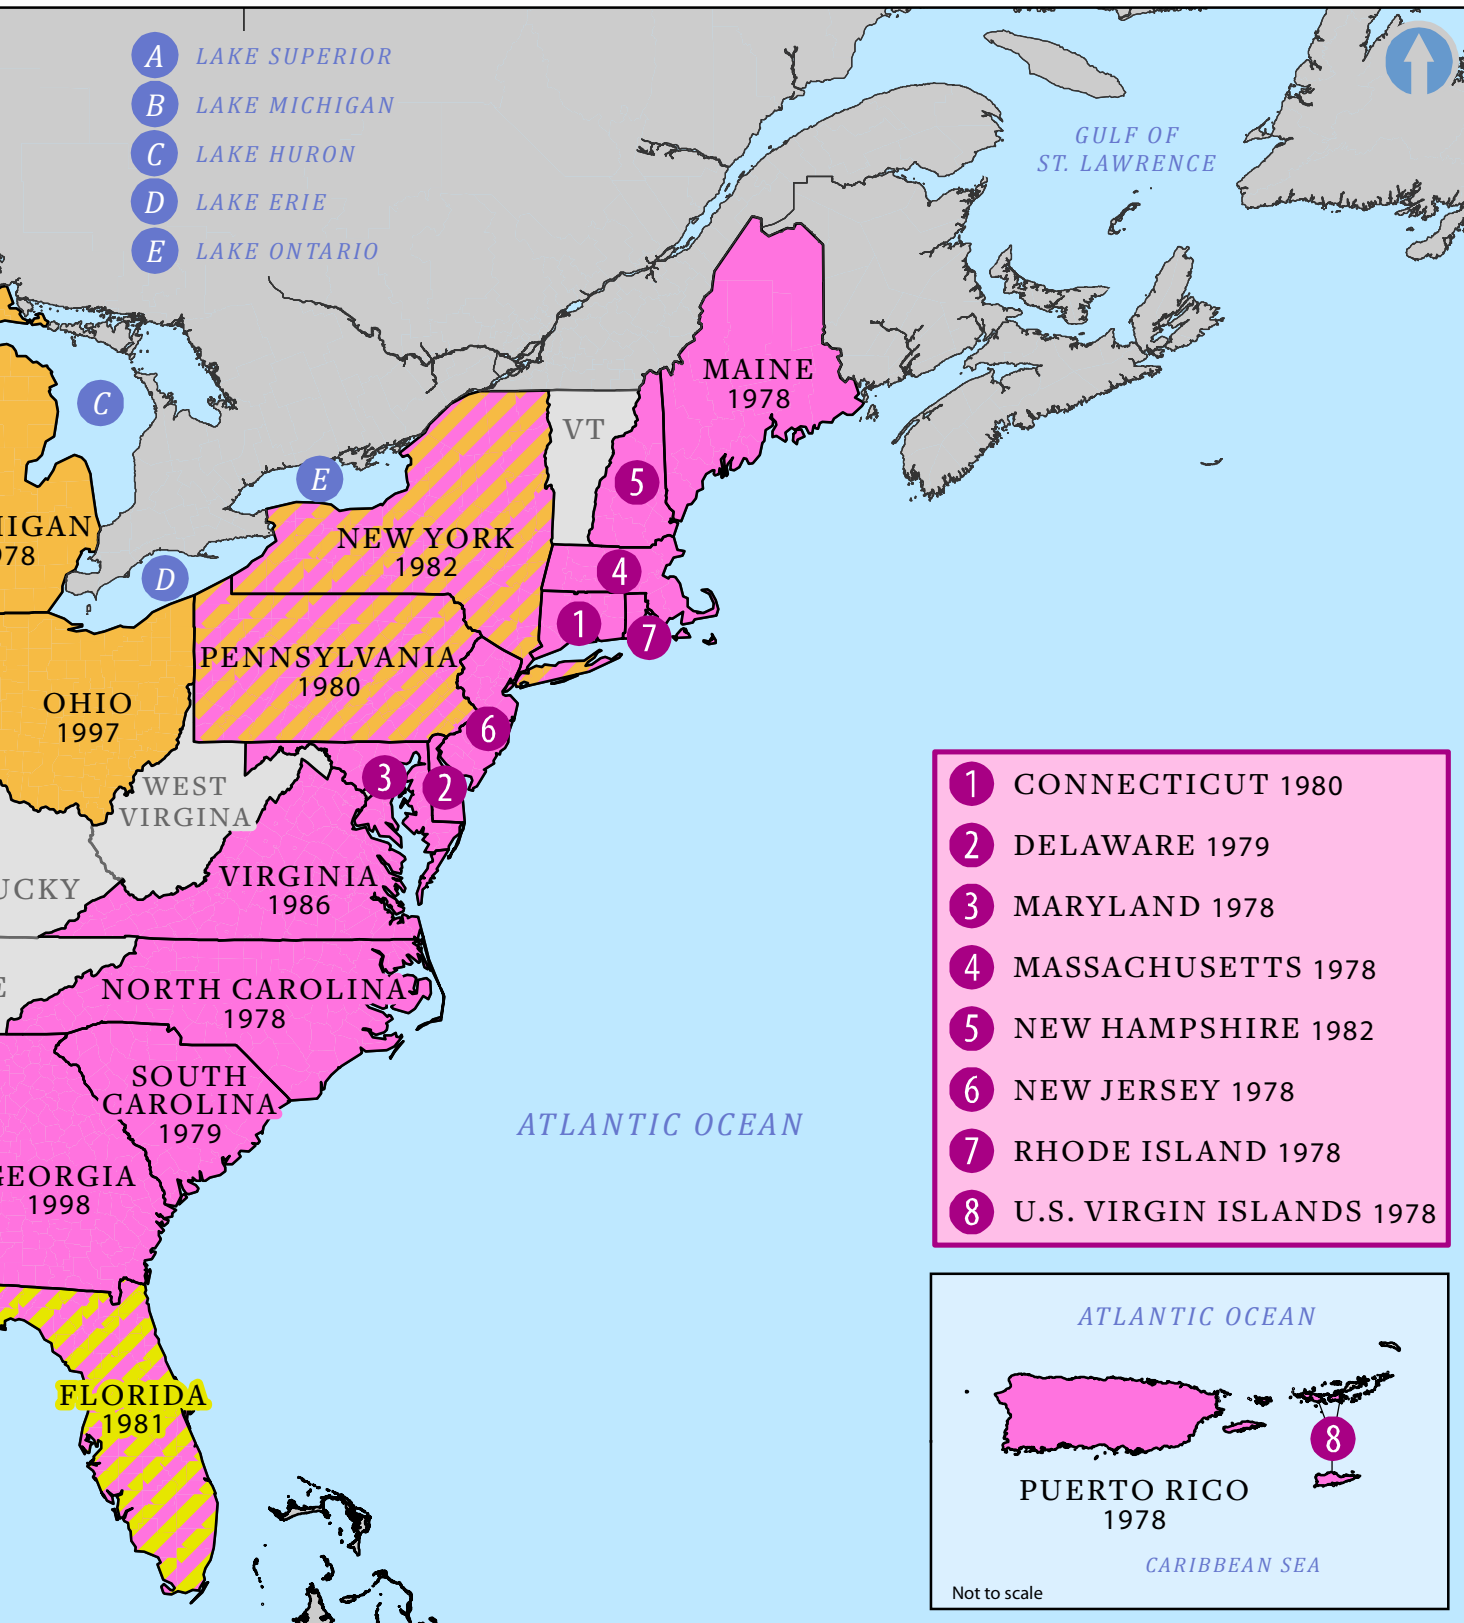 A LAKE SUPERIOR
B LAKE MICHIGAN
C LAKE HURON
D LAKE ERIE
E LAKE ONTARIO
GULF OF
ST. LAWRENCE
MAINE
1978
C
VT
E
5
HIGAN
978
NEW YORK
1982
D
4
1
7
PENNSYLVANIA
1980
OHIO
1997
6
3
2
WEST
VIRGINA
UCKY
VIRGINIA
1986
E
NORTH CAROLINA
1978
SOUTH
CAROLINA
1979
GEORGIA
1998
ATLANTIC OCEAN
FLORIDA
1981
1 CONNECTICUT 1980
2 DELAWARE 1979
3 MARYLAND 1978
4 MASSACHUSETTS 1978
5 NEW HAMPSHIRE 1982
6 NEW JERSEY 1978
7 RHODE ISLAND 1978
8 U.S. VIRGIN ISLANDS 1978
ATLANTIC OCEAN
8
PUERTO RICO
1978
CARIBBEAN SEA
Not to scale